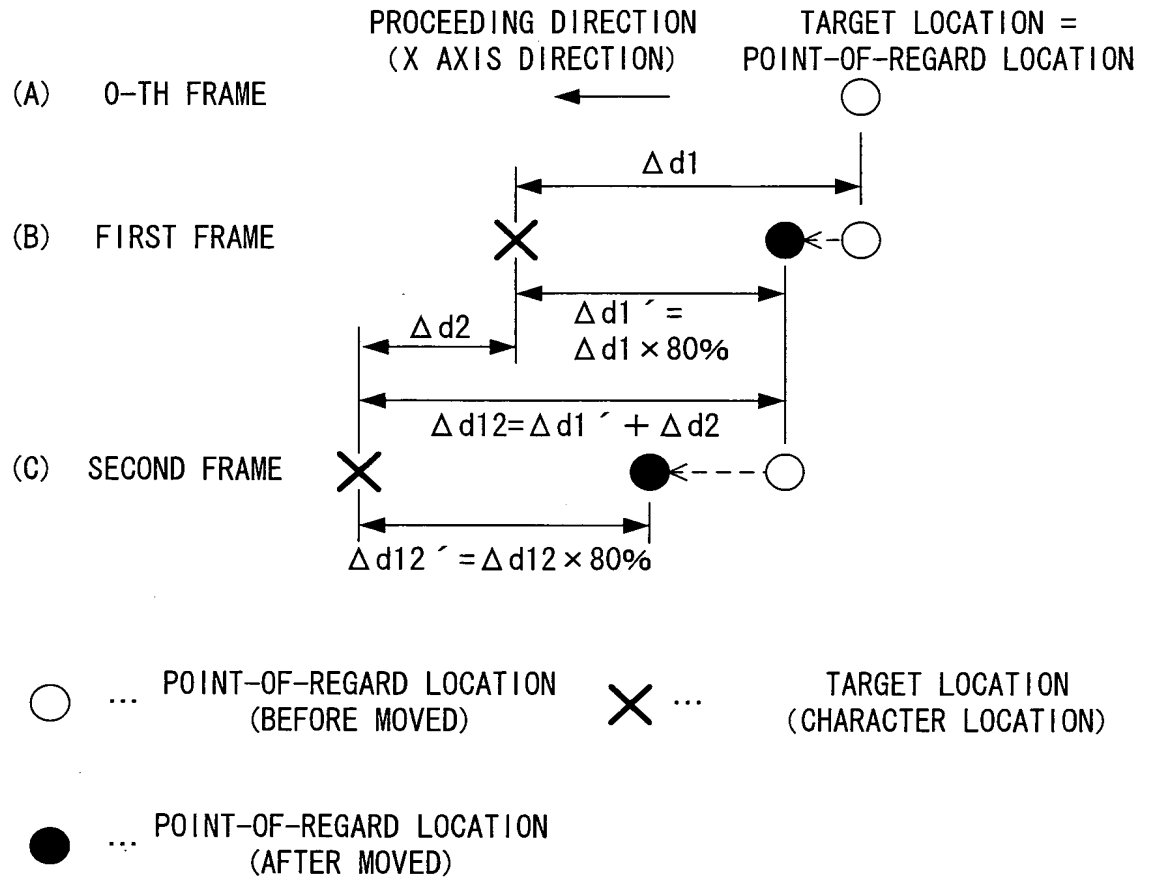 PROCEEDING DIRECTION
(X AXIS DIRECTION)
TARGET LOCATION =
POINT-OF-REGARD LOCATION
(A) 0-TH FRAME
Δd1
(B) FIRST FRAME
Δd1´=
Δd1×80%
Δd2
Δd12=Δd1´+Δd2
(C) SECOND FRAME
Δd12´=Δd12×80%
… POINT-OF-REGARD LOCATION
(BEFORE MOVED)
… TARGET LOCATION
(CHARACTER LOCATION)
… POINT-OF-REGARD LOCATION
(AFTER MOVED)